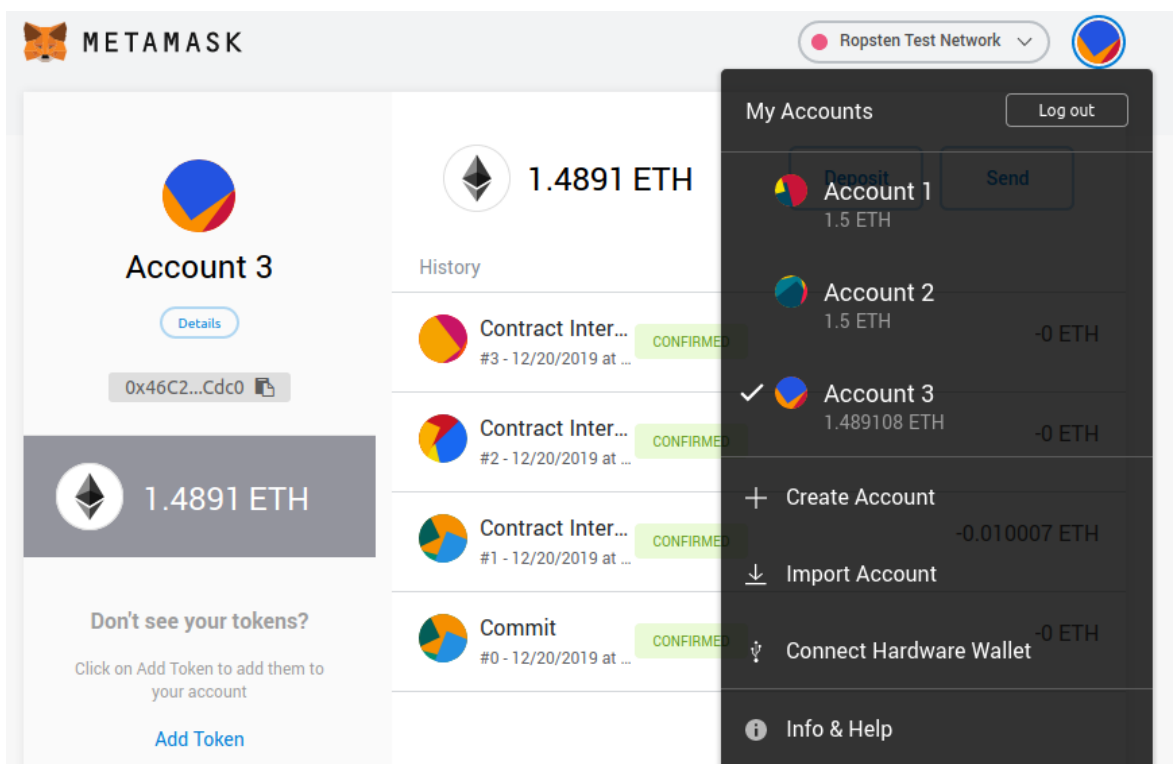 METAMASK
Ropsten Test Network
My Accounts
Log out
Account 1
1.5 ETH
Account 2
1.5 ETH
Account 3
1.489108 ETH
Create Account
Import Account
Connect Hardware Wallet
Info & Help
Account 3
Details
0x46C2...Cdc0
1.4891 ETH
Don't see your tokens?
Click on Add Token to add them to
your account
Add Token
1.4891 ETH
Deposit
Send
History
Contract Inter...
#3 - 12/20/2019 at ...
CONFIRMED
-0 ETH
Contract Inter...
#2 - 12/20/2019 at ...
CONFIRMED
-0 ETH
Contract Inter...
#1 - 12/20/2019 at ...
CONFIRMED
-0.010007 ETH
Commit
#0 - 12/20/2019 at ...
CONFIRMED
-0 ETH